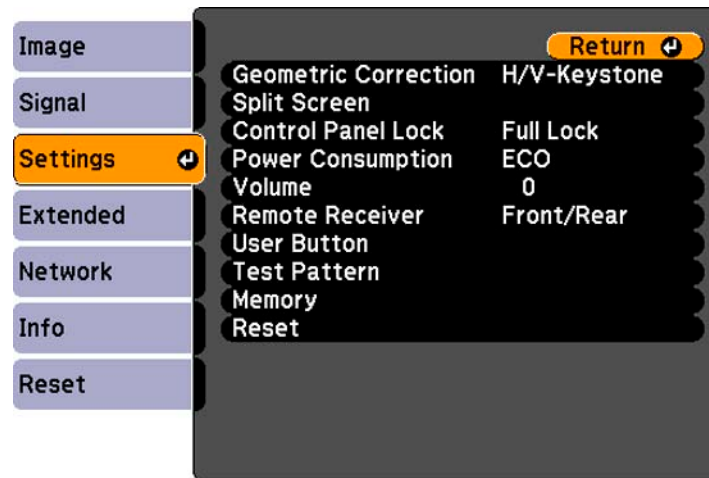 Image
Signal
Settings
Extended
Network
Info
Reset
Return
Geometric Correction H/V-Keystone
Split Screen
Control Panel Lock Full Lock
Power Consumption ECO
Volume 0
Remote Receiver Front/Rear
User Button
Test Pattern
Memory
Reset